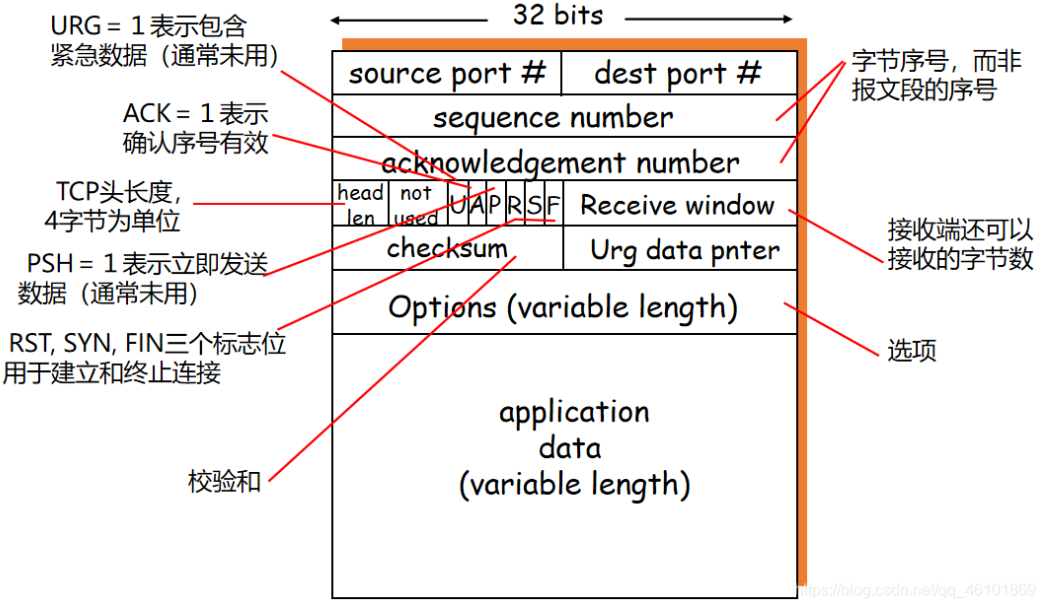 32 bits
URG = 1 表示包含
紧急数据（通常未用）
ACK = 1 表示
确认序号有效
TCP头长度，
4字节为单位
PSH = 1 表示立即发送
数据（通常未用）
RST, SYN, FIN三个标志位
用于建立和终止连接
校验和
source port #
dest port #
sequence number
acknowledgement number
head
len
not
used
U
A
P
R
S
F
Receive window
checksum
Urg data pnter
Options (variable length)
application
data
(variable length)
字节序号，而非
报文段的序号
接收端还可以
接收的字节数
选项
https://blog.csdn.net/qq_46101869